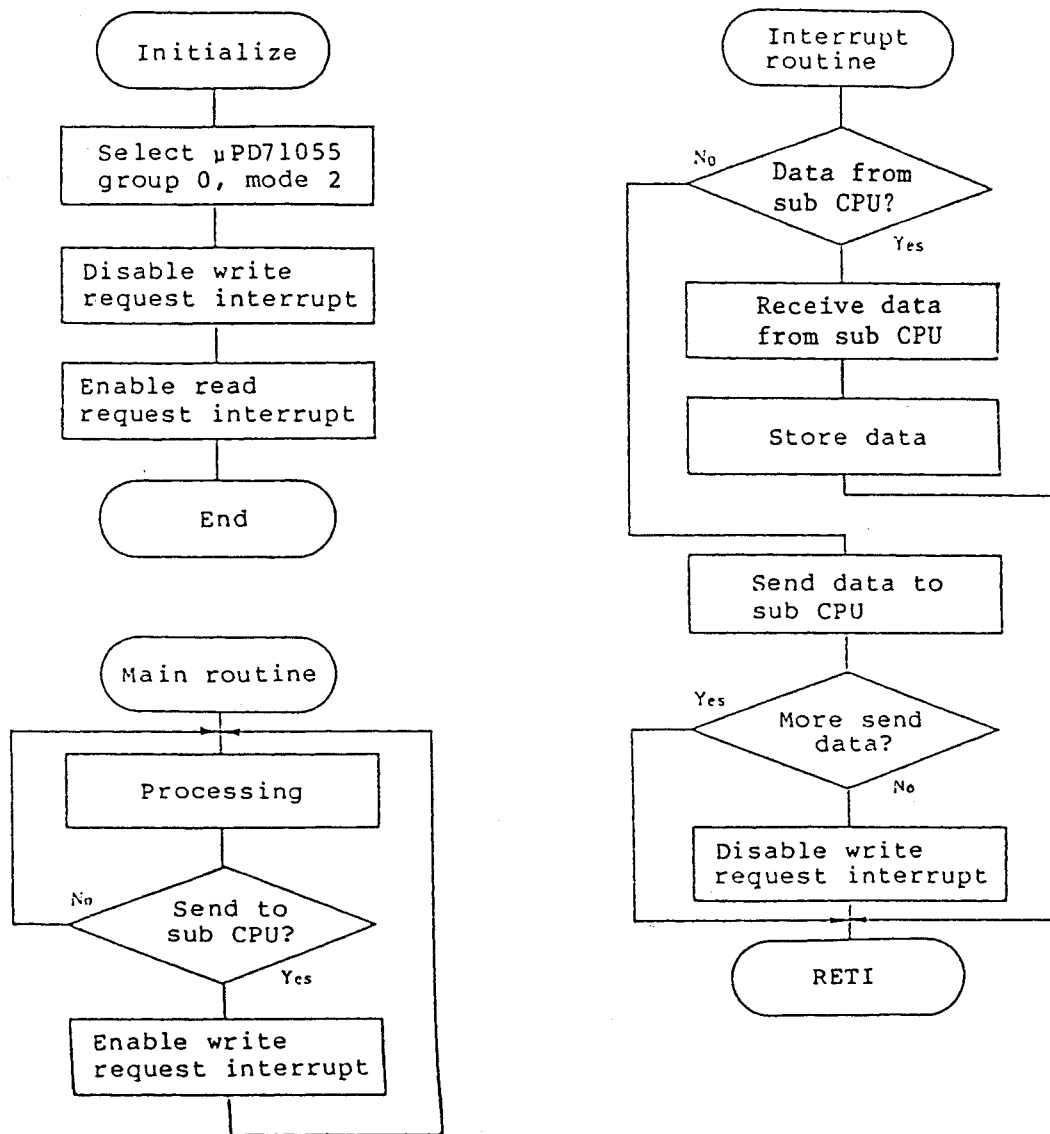 Initialize
Select μPD71055
group 0, mode 2
Disable write
request interrupt
Enable read
request interrupt
End
Main routine
Processing
No
Send to
sub CPU?
Yes
Enable write
request interrupt
Interrupt
routine
No
Data from
sub CPU?
Yes
Receive data
from sub CPU
Store data
Send data to
sub CPU
Yes
More send
data?
No
Disable write
request interrupt
RETI